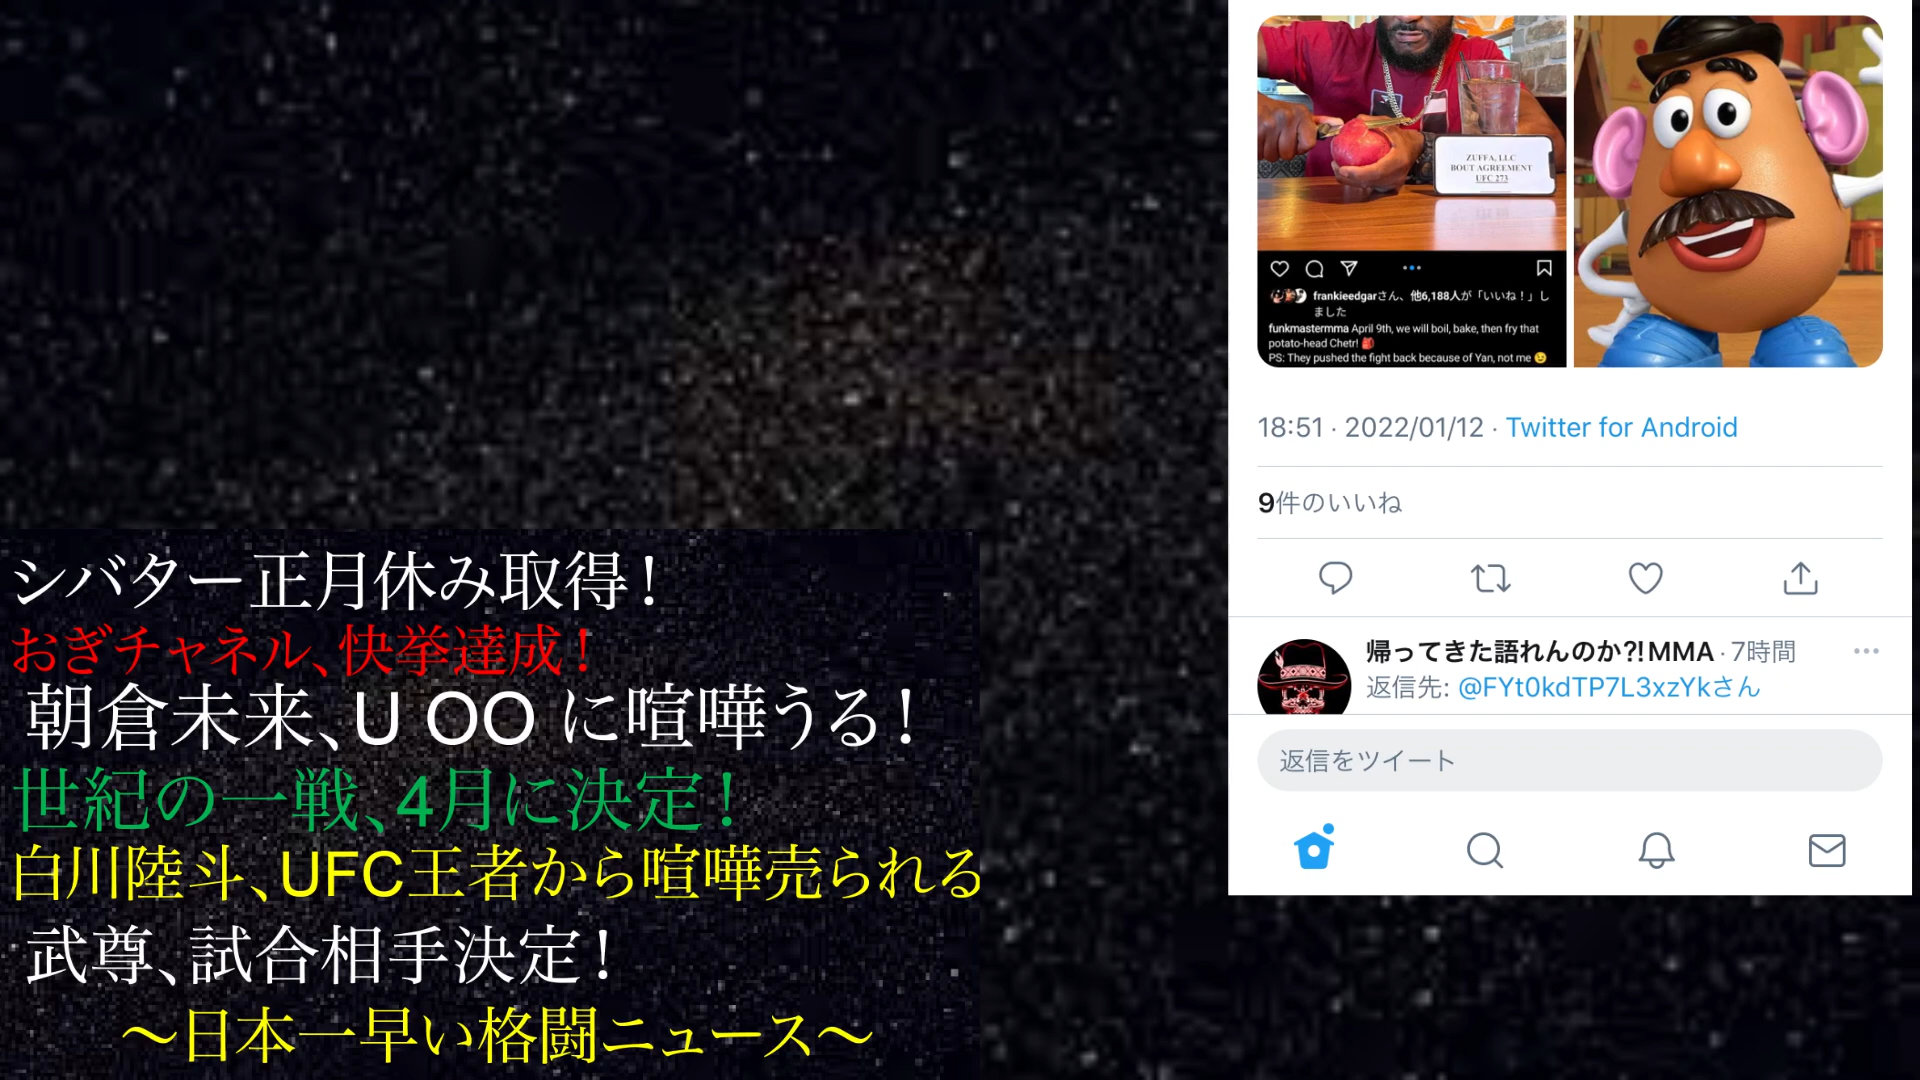 シバター正月休み取得！
おぎチャネル、快挙達成！
朝倉未来、U OO に喧嘩うる！
世紀の一戦、4月に決定！
白川陸斗、UFC王者から喧嘩売られる
武尊、試合相手決定！
～日本一早い格闘ニュース～
ZUFFA, LLC
BOUT AGREEMENT
UFC 273
frankieedgarさん、他6,188人が「いいね！」し
ました
funkmastermma April 9th, we will boil, bake, then fry that
potato-head Chetr! 🎒
PS: They pushed the fight back because of Yan, not me 😉
18:51 · 2022/01/12 · Twitter for Android
9件のいいね
帰ってきた語れんのか?!MMA · 7時間
返信先: @FYt0kdTP7L3xzYkさん
返信をツイート